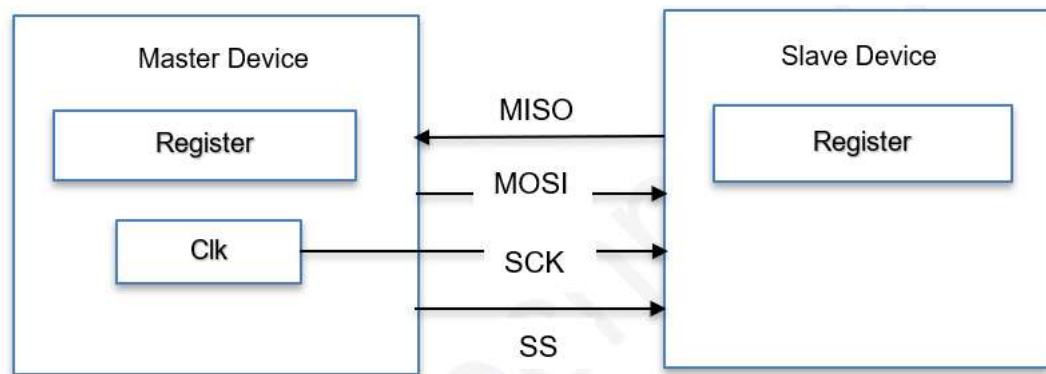 Master Device
Slave Device
Register
MISO
Register
MOSI
Clk
SCK
SS